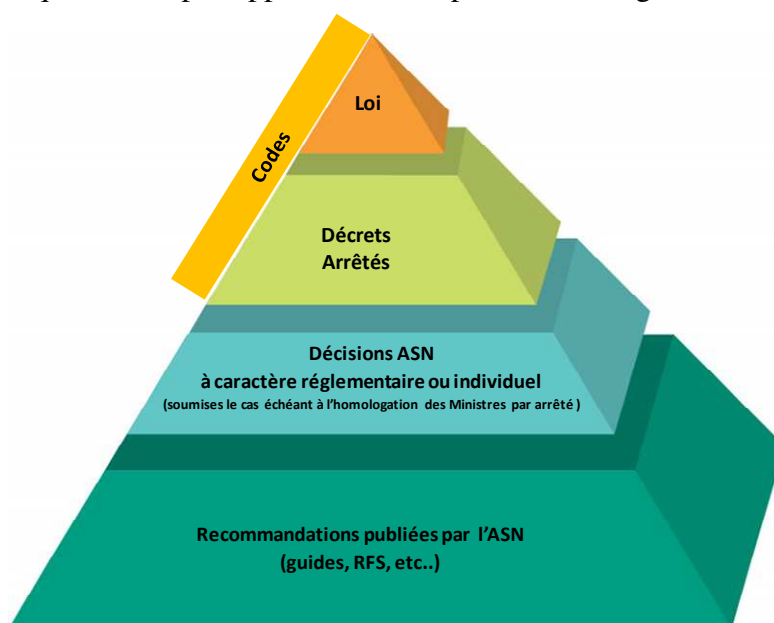 Loi
Codes
Décrets
Arrêtés
Décisions ASN
à caractère réglementaire ou individuel
(soumises le cas échéant à l'homologation des Ministres par arrêté )
Recommandations publiées par l'ASN
(guides, RFS, etc..)